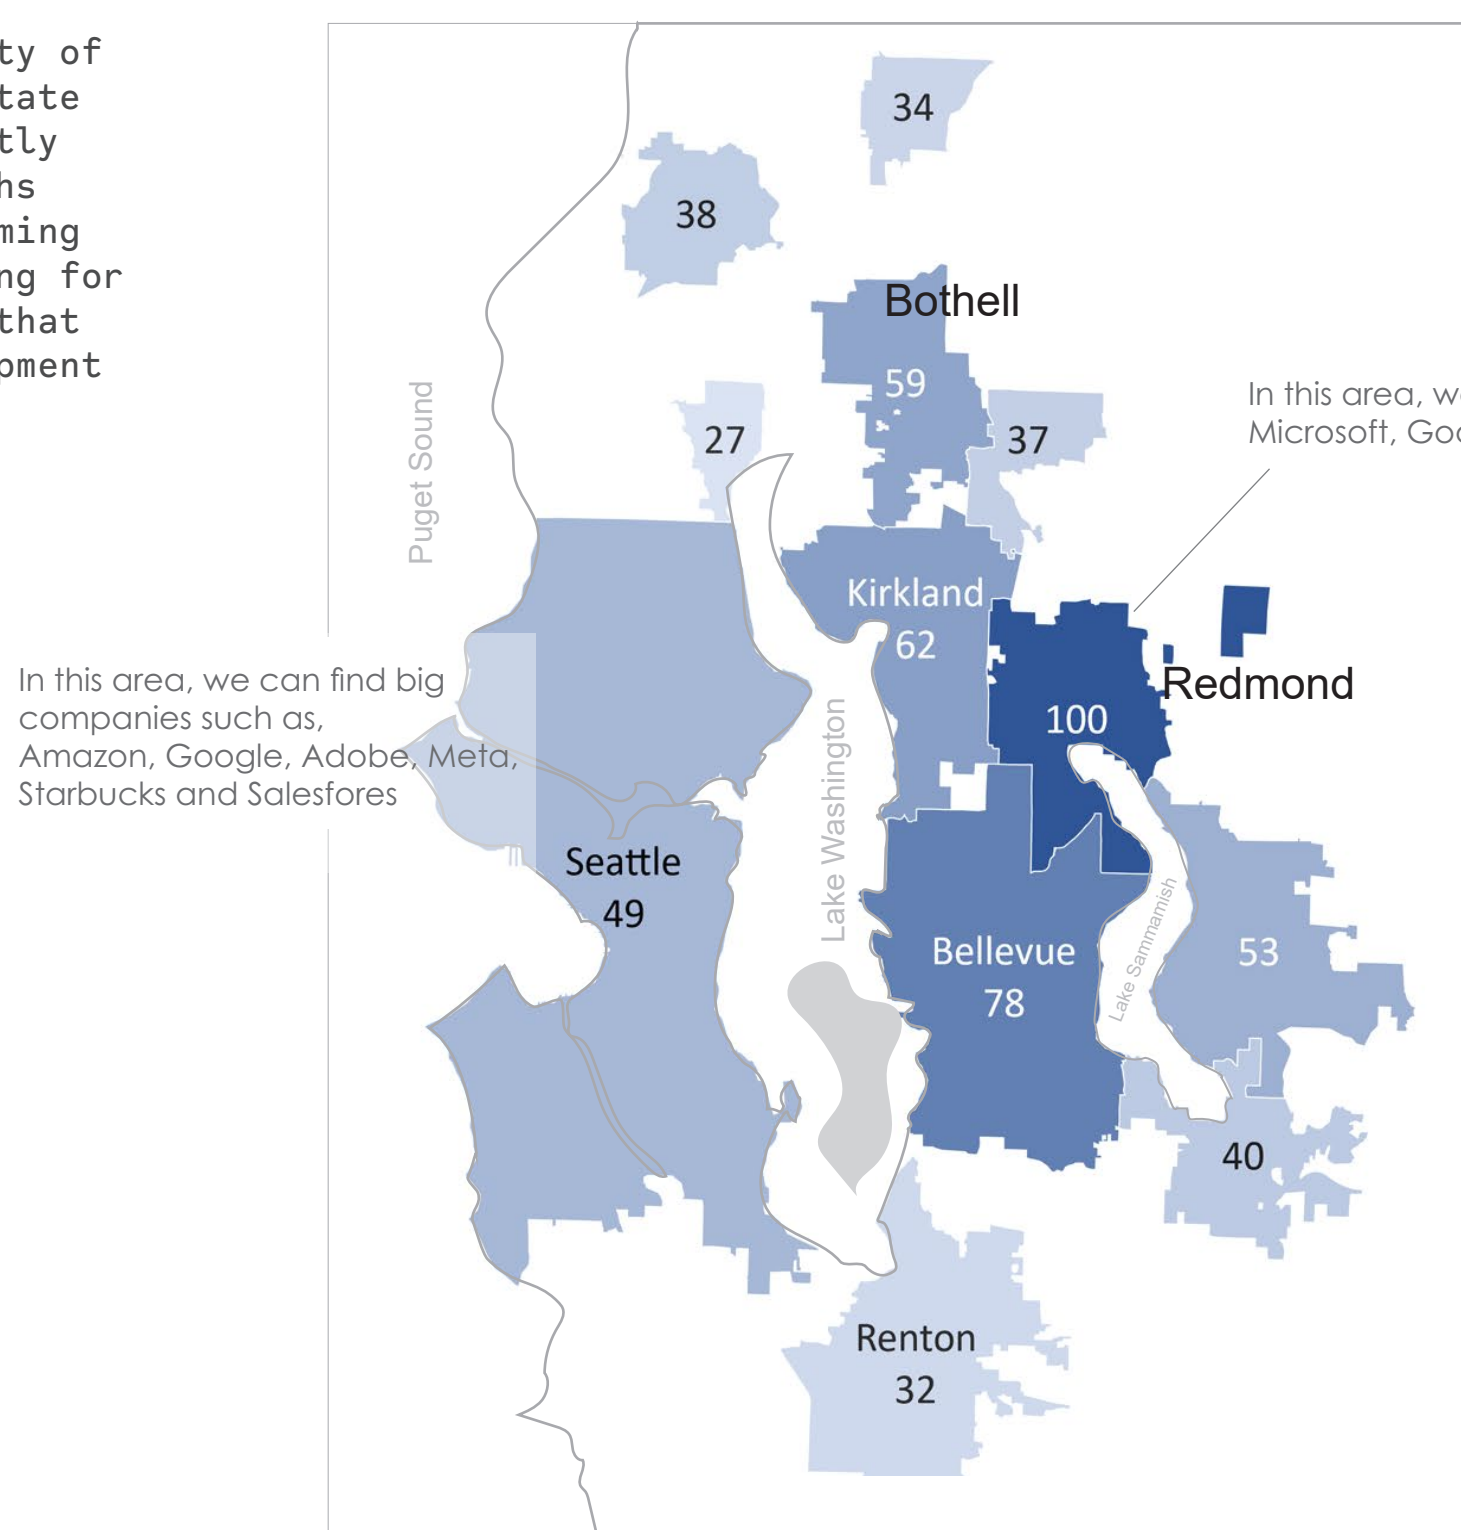 ty of
tate
tly
hs
ming
ng for
that
pment
34
38
Bothell
59
27
37
Puget Sound
In this area, we
Microsoft, Goo
Kirkland
62
Redmond
100
In this area, we can find big
companies such as,
Amazon, Google, Adobe, Meta,
Starbucks and Salesfores
Lake Washington
Seattle
49
Bellevue
78
Lake Sammamish
53
40
Renton
32